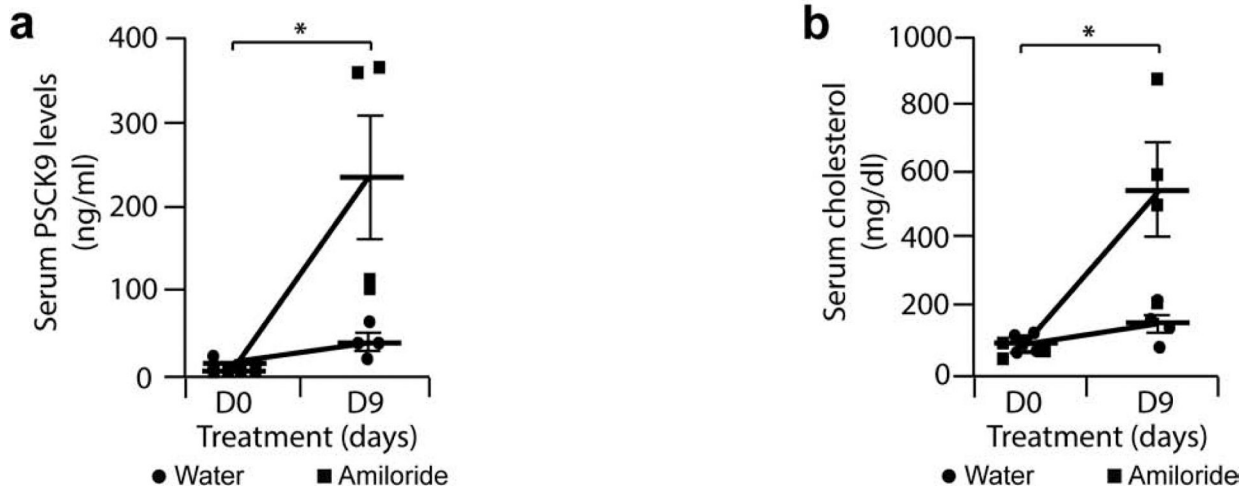 a
*
400
300
200
100
0
Serum PSCK9 levels
(ng/ml)
D0 D9
Treatment (days)
Water Amiloride
b
*
1000
800
600
400
200
0
Serum cholesterol
(mg/dl)
D0 D9
Treatment (days)
Water Amiloride